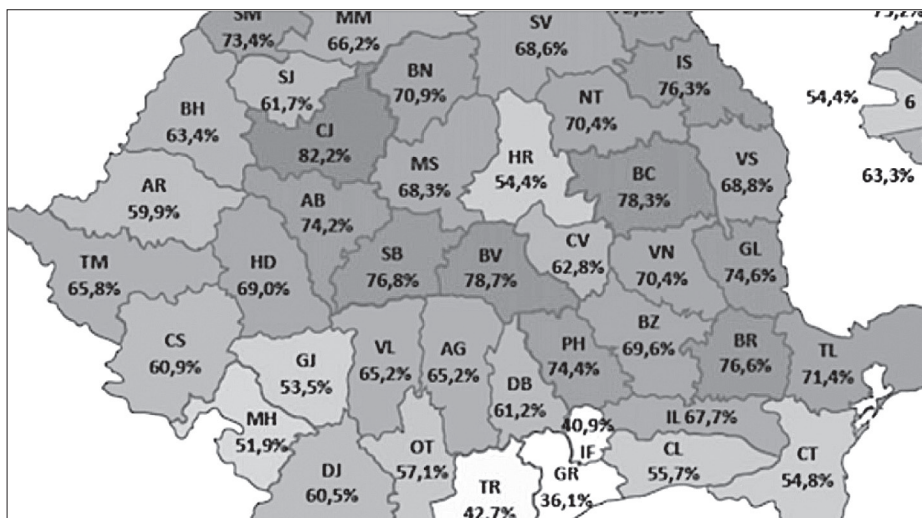 SM
73,4%
MM
66,2%
SV
68,6%
SJ
61,7%
BN
70,9%
IS
76,3%
BH
63,4%
CJ
82,2%
NT
70,4%
54,4%
6
MS
68,3%
HR
54,4%
BC
78,3%
VS
68,8%
63,3%
AR
59,9%
AB
74,2%
TM
65,8%
HD
69,0%
SB
76,8%
BV
78,7%
CV
62,8%
VN
70,4%
GL
74,6%
CS
60,9%
GJ
53,5%
VL
65,2%
AG
65,2%
DB
61,2%
PH
74,4%
BZ
69,6%
BR
76,6%
TL
71,4%
MH
51,9%
OT
57,1%
40,9%
IF
IL 67,7%
CL
55,7%
CT
54,8%
DJ
60,5%
TR
42,7%
GR
36,1%